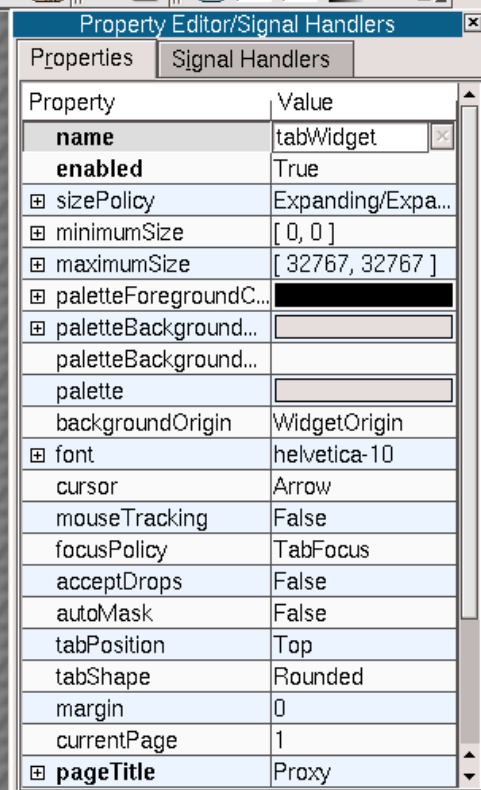 Property Editor/Signal Handlers
Properties Signal Handlers
Property Value
name tabWidget
enabled True
sizePolicy Expanding/Expa...
minimumSize [ 0, 0 ]
maximumSize [ 32767, 32767 ]
paletteForegroundC...
paletteBackground...
paletteBackground...
palette
backgroundOrigin WidgetOrigin
font helvetica-10
cursor Arrow
mouseTracking False
focusPolicy TabFocus
acceptDrops False
autoMask False
tabPosition Top
tabShape Rounded
margin 0
currentPage 1
pageTitle Proxy